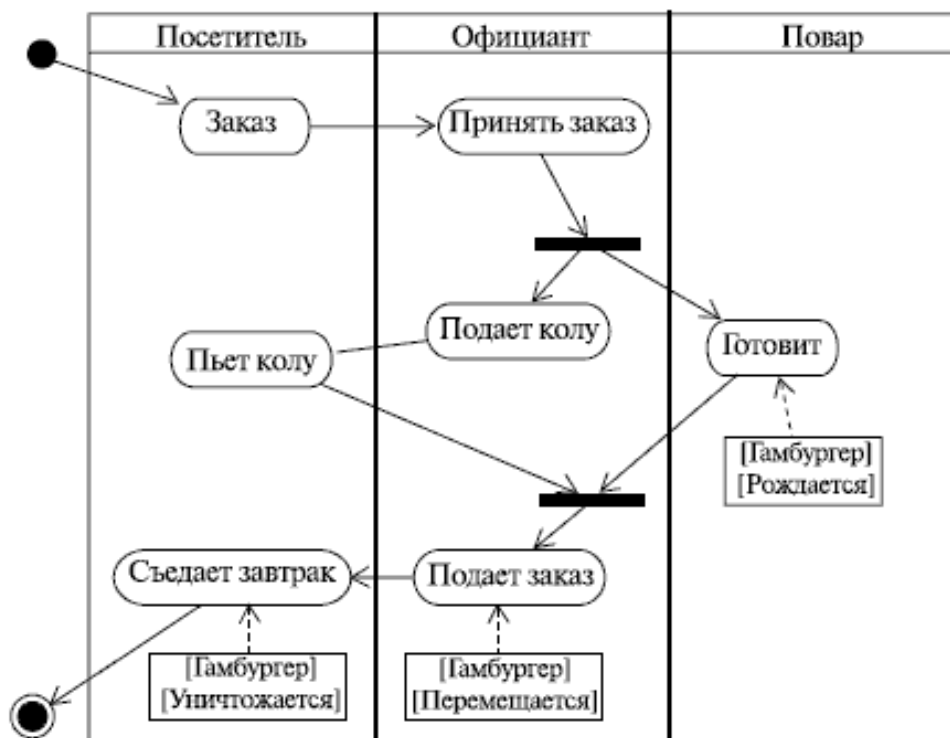 Посетитель
Официант
Повар
Заказ
Принять заказ
Подает колу
Пьет колу
Готовит
[Гамбургер]
[Рождается]
Съедает завтрак
Подает заказ
[Гамбургер]
[Уничтожается]
[Гамбургер]
[Перемещается]